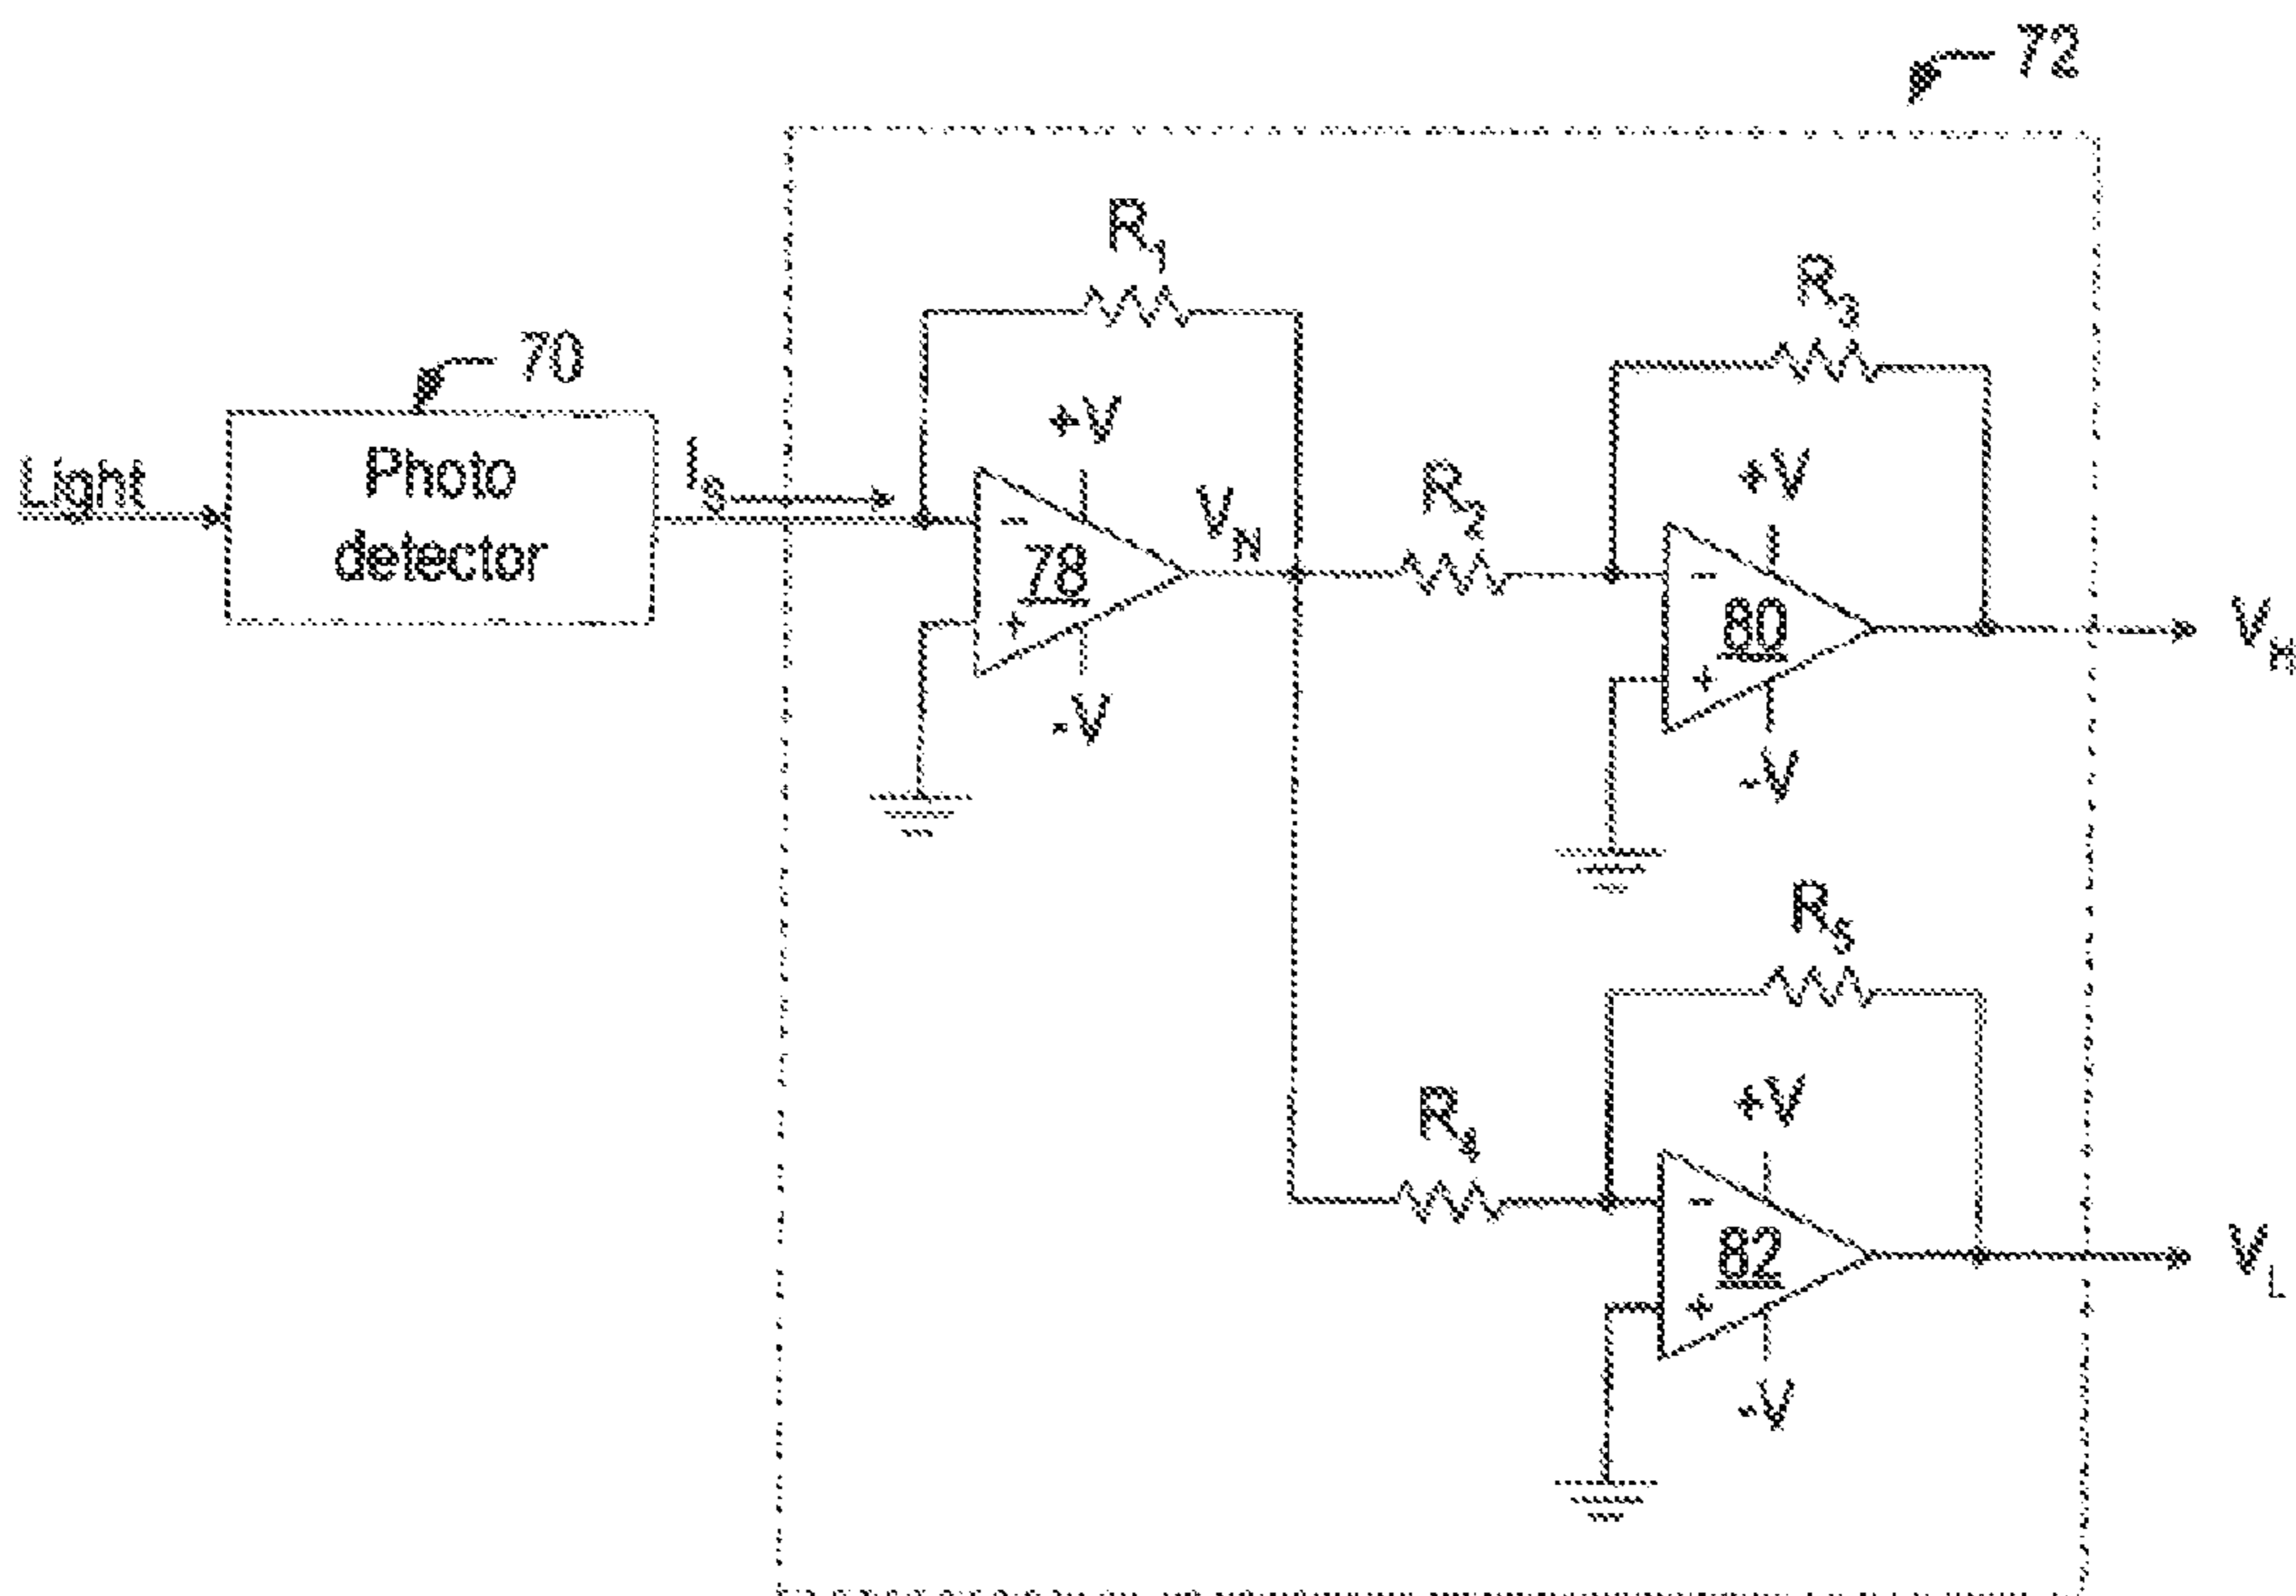 72
R1
R3
70
+V
Light
Photo
detector
IS
-
78
+
VN
R2
+V
-
80
+
VH
-V
-V
R5
R4
+V
-
82
+
VL
-V